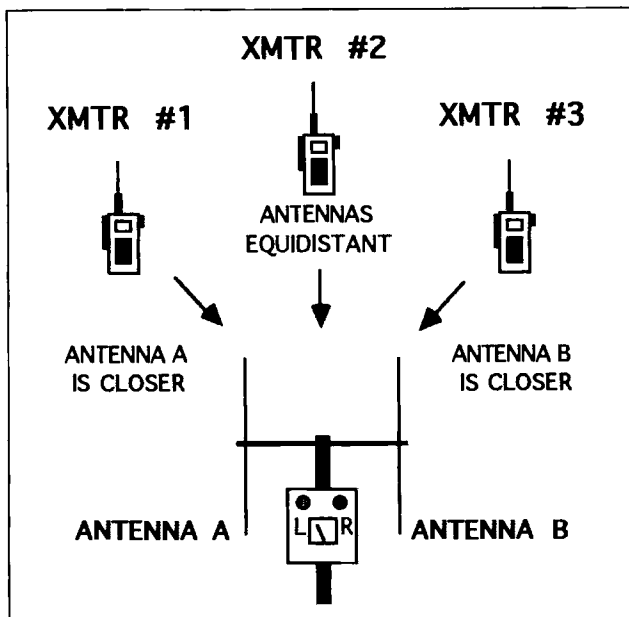 XMTR #2
XMTR #1
XMTR #3
ANTENNAS
EQUIDISTANT
ANTENNA A
IS CLOSER
ANTENNA B
IS CLOSER
L R
ANTENNA A
ANTENNA B